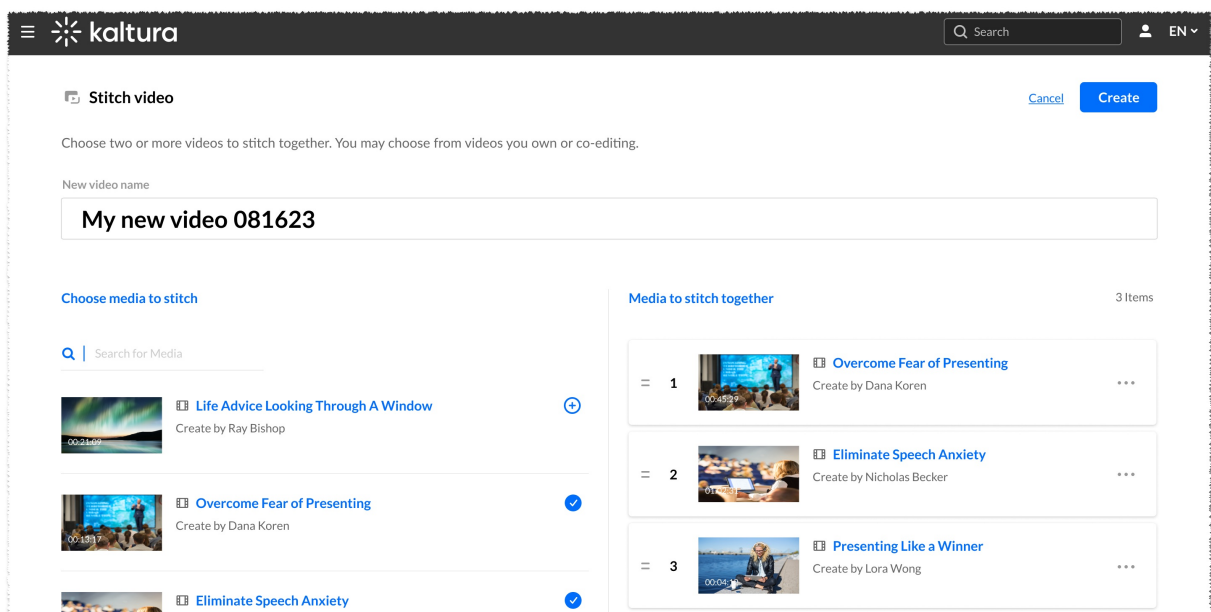 kaltura
Search
EN
Stitch video
Cancel
Create
Choose two or more videos to stitch together. You may choose from videos you own or co-editing.
New video name
My new video 081623
Choose media to stitch
Search for Media
00:21:09
Life Advice Looking Through A Window
Create by Ray Bishop
00:13:17
Overcome Fear of Presenting
Create by Dana Koren
Eliminate Speech Anxiety
Media to stitch together
3 Items
1
00:45:29
Overcome Fear of Presenting
Create by Dana Koren
2
Eliminate Speech Anxiety
Create by Nicholas Becker
3
Presenting Like a Winner
Create by Lora Wong